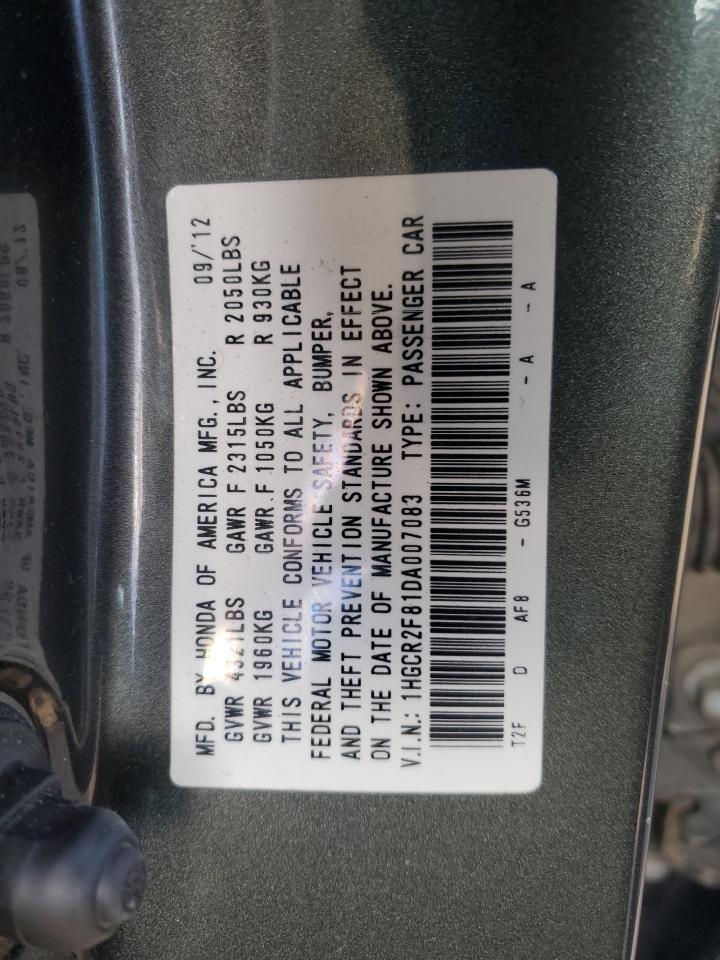 MFD. BY HONDA OF AMERICA MFG., INC. 09/'12
GVWR 4321LBS GAWR F 2315LBS R 2050LBS
GVWR 1960KG GAWR.F 1050KG R 930KG
THIS VEHICLE CONFORMS TO ALL APPLICABLE
FEDERAL MOTOR VEHICLE SAFETY, BUMPER,
AND THEFT PREVENTION STANDARDS IN EFFECT
ON THE DATE OF MANUFACTURE SHOWN ABOVE.
V.I.N.: 1HGCR2F81DA007083 TYPE: PASSENGER CAR
T2F D AF8 - G536M - A - A